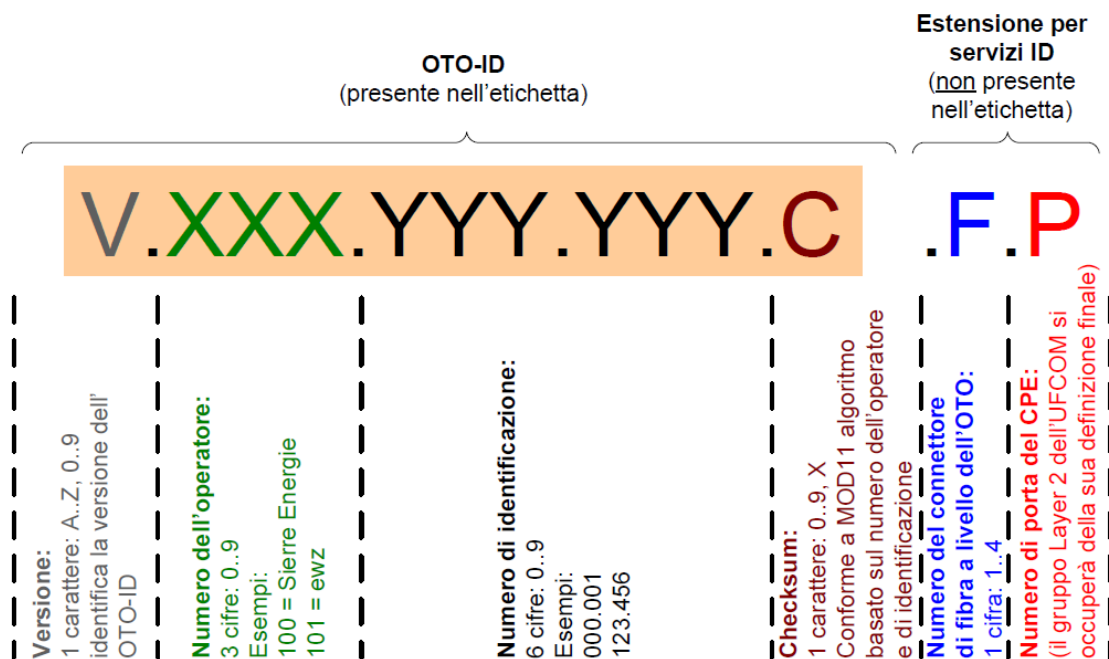 OTO-ID
(presente nell'etichetta)
Estensione per
servizi ID
(non presente
nell'etichetta)
V.XXX.YYY.YYY.C .F.P
Versione:
1 carattere: A..Z, 0..9
identifica la versione dell'
OTO-ID
Numero dell'operatore:
3 cifre: 0..9
Esempi:
100 = Sierre Energie
101 = ewz
Numero di identificazione:
6 cifre: 0..9
Esempi:
000.001
123.456
Checksum:
1 carattere: 0..9, X
Conforme a MOD11 algoritmo
basato sul numero dell'operatore
e di identificazione
Numero del connettore
di fibra a livello dell'OTO:
1 cifra: 1..4
Numero di porta del CPE:
(il gruppo Layer 2 dell'UFCOM si
occuperà della sua definizione finale)